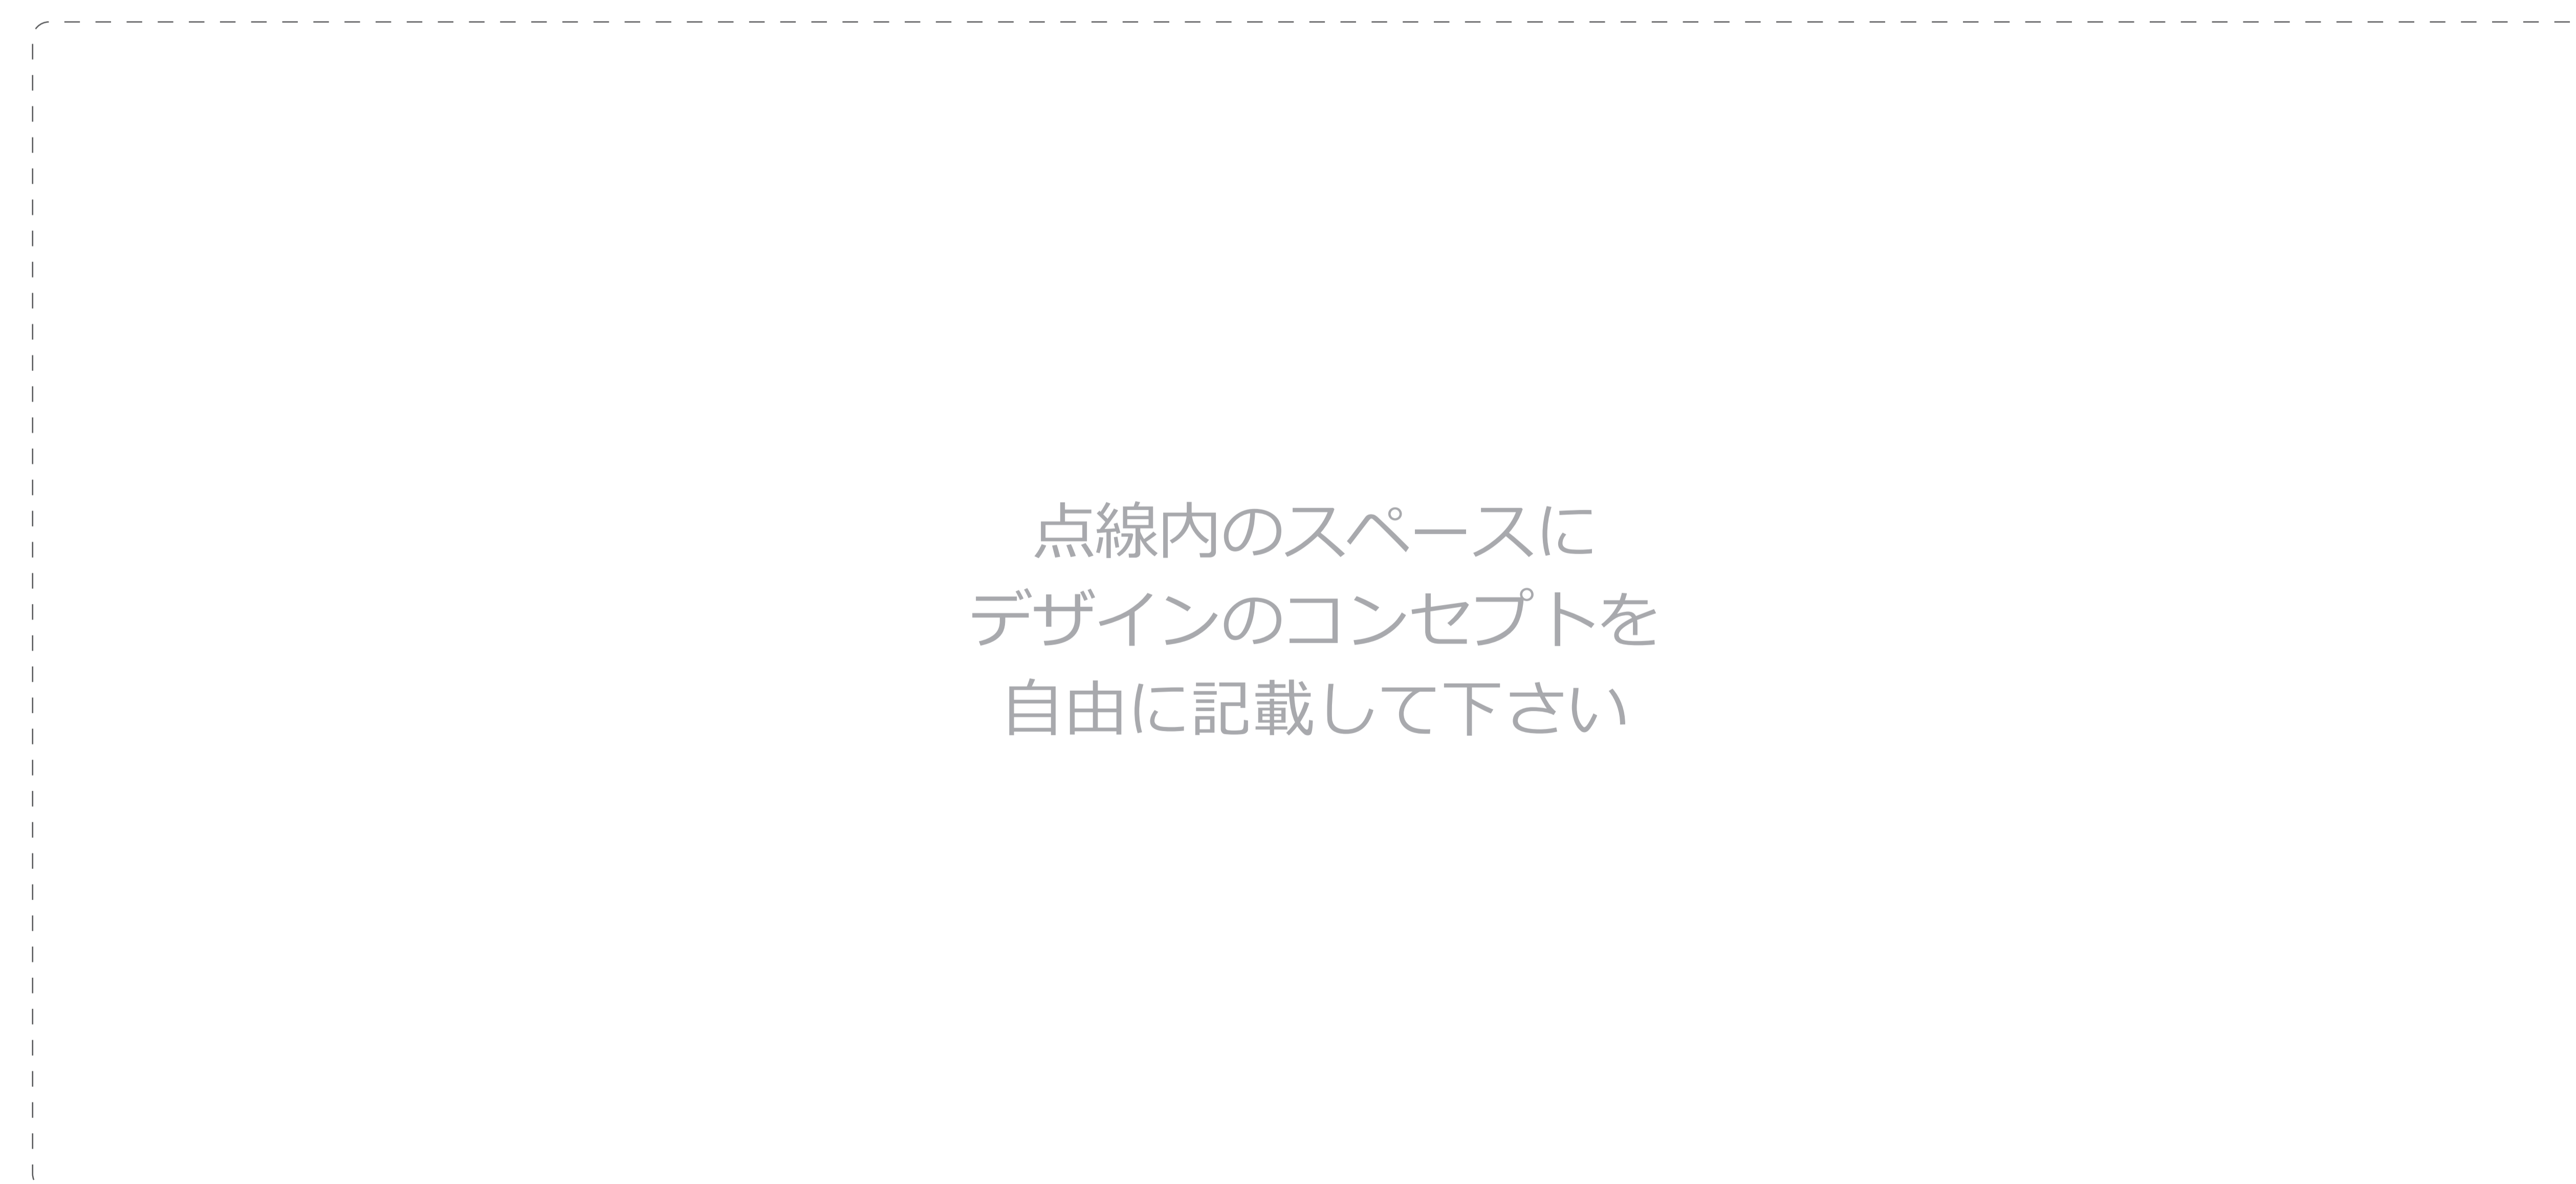 点線内のスペースに
デザインのコンセプトを
自由に記載して下さい